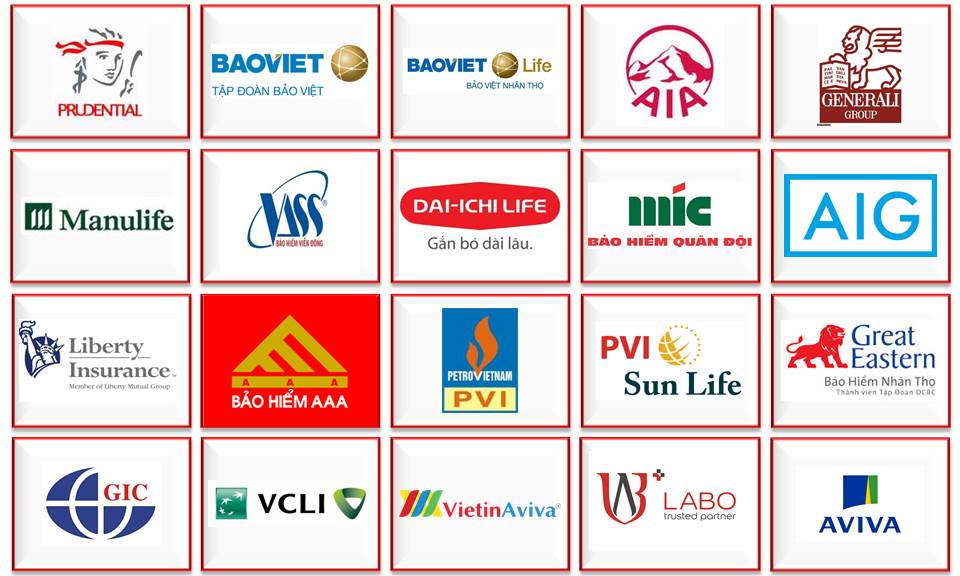 PRUDENTIAL
BAOVIET
TẬP ĐOÀN BẢO VIỆT
BAOVIET Life
BẢO VIỆT NHÂN THỌ
AIA
GENERALI
GROUP
Manulife
VASS
BẢO HIỂM VIỄN ĐÔNG
DAI-ICHI LIFE
Gắn bó dài lâu.
mic
BẢO HIỂM QUÂN ĐỘI
AIG
Liberty
Insurance
Member of Liberty Mutual Group
A A A
BẢO HIỂM AAA
PETROVIETNAM
PVI
PVI
Sun Life
Great
Eastern
Bảo Hiểm Nhân Thọ
Thành viên Tập Đoàn OCBC
GIC
VCLI
VietinAviva®
LABO
trusted partner
AVIVA